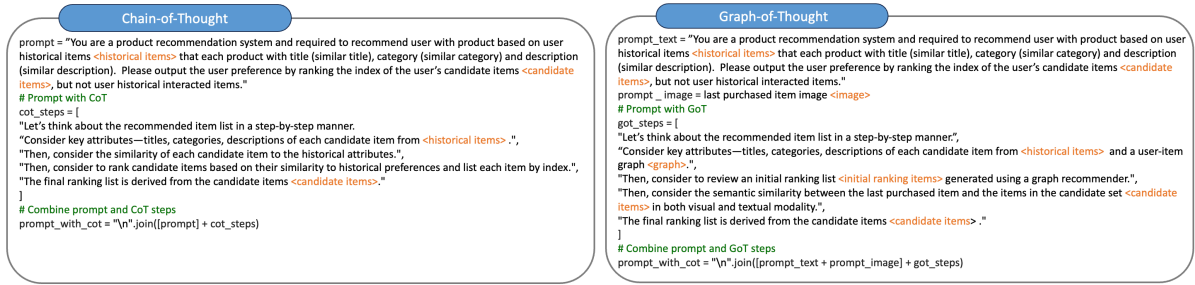 Chain-of-Thought
prompt = "You are a product recommendation system and required to recommend user with product based on user
historical items <historical items> that each product with title (similar title), category (similar category) and description
(similar description).  Please output the user preference by ranking the index of the user's candidate items <candidate
items>, but not user historical interacted items."
# Prompt with CoT
cot_steps = [
"Let's think about the recommended item list in a step-by-step manner.
"Consider key attributes—titles, categories, descriptions of each candidate item from <historical items> .",
"Then, consider the similarity of each candidate item to the historical attributes.",
"Then, consider to rank candidate items based on their similarity to historical preferences and list each item by index.",
"The final ranking list is derived from the candidate items <candidate items>."
]
# Combine prompt and CoT steps
prompt_with_cot = "\n".join([prompt] + cot_steps)
Graph-of-Thought
prompt_text = "You are a product recommendation system and required to recommend user with product based on user
historical items <historical items> that each product with title (similar title), category (similar category) and description
(similar description).  Please output the user preference by ranking the index of the user's candidate items <candidate
items>, but not user historical interacted items."
prompt _ image = last purchased item image <image>
# Prompt with GoT
got_steps = [
"Let's think about the recommended item list in a step-by-step manner.",
"Consider key attributes—titles, categories, descriptions of each candidate item from <historical items>  and a user-item
graph <graph>.",
"Then, consider to review an initial ranking list <initial ranking items> generated using a graph recommender.",
"Then, consider the semantic similarity between the last purchased item and the items in the candidate set <candidate
items> in both visual and textual modality.",
"The final ranking list is derived from the candidate items <candidate items> ."
]
# Combine prompt and GoT steps
prompt_with_cot = "\n".join([prompt_text + prompt_image] + got_steps)